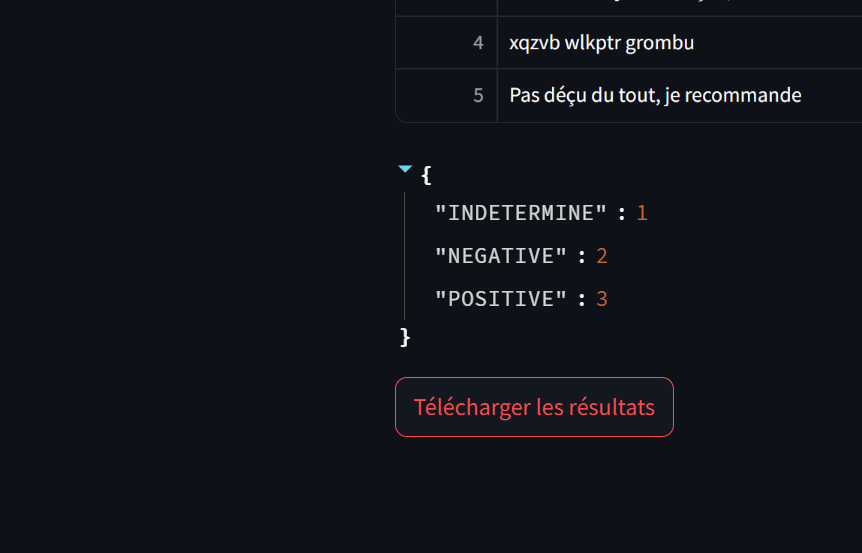 4 xqzvb wlkptr grombu
5 Pas déçu du tout, je recommande
{
"INDETERMINE" : 1
"NEGATIVE" : 2
"POSITIVE" : 3
}
Télécharger les résultats